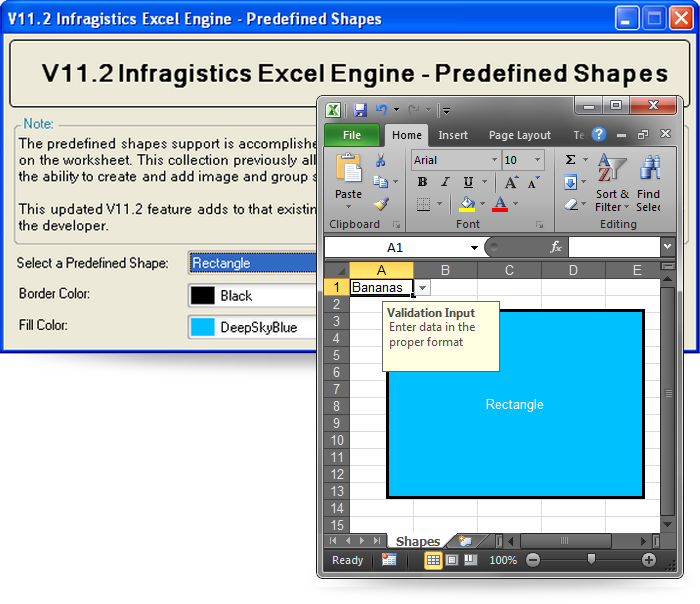 V11.2 Infragistics Excel Engine - Predefined Shapes
V11.2 Infragistics Excel Engine - Predefined Shapes
Note:
The predefined shapes support is accomplishe
on the worksheet. This collection previously all
the ability to create and add image and group s
This updated V11.2 feature adds to that existin
the developer.
Select a Predefined Shape: Rectangle
Border Color: Black
Fill Color: DeepSkyBlue
File Home Insert Page Layout Te
Paste
Clipboard
Arial 10
B I U
Font
Σ
Sort & Filter
Find Selec
Editing
A1 fx
A B C D E
1 Bananas
2
Validation Input
Enter data in the
proper format
3
4
5
6
7
Rectangle
8
9
10
11
12
13
14
15
Shapes
Ready 100%